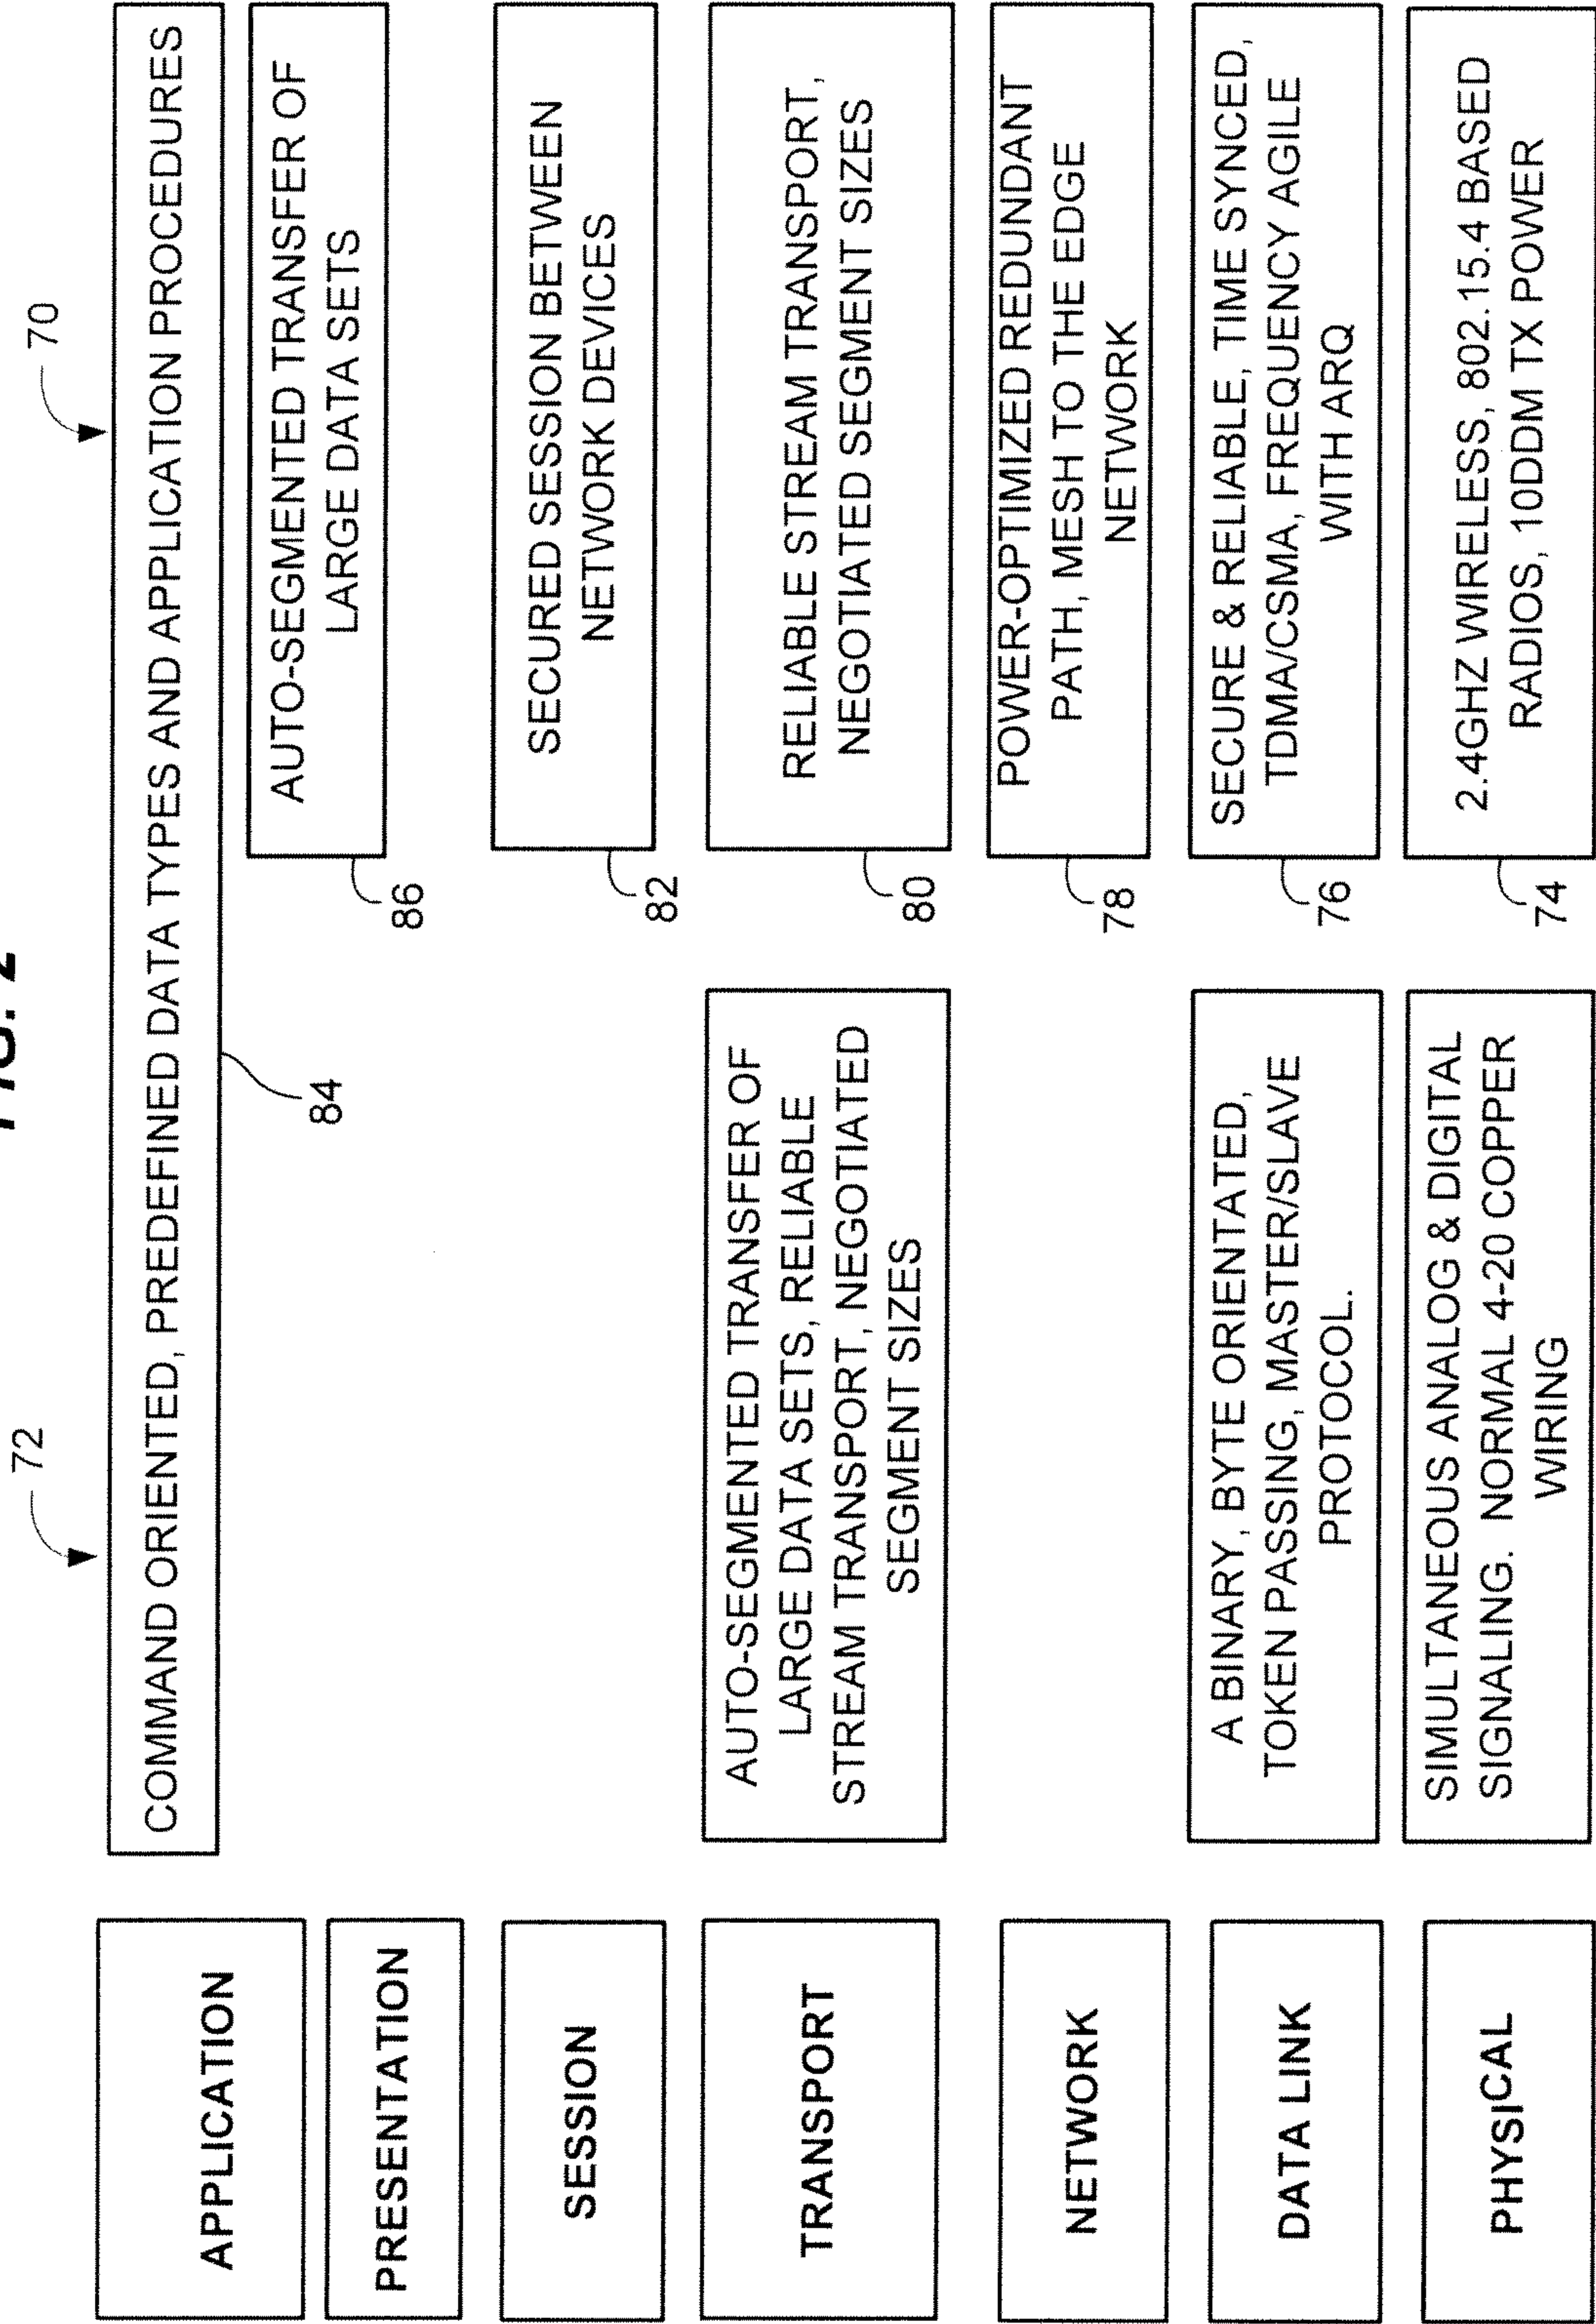 FIG. 2
72
70
APPLICATION
COMMAND ORIENTED, PREDEFINED DATA TYPES AND APPLICATION PROCEDURES
84
PRESENTATION
AUTO-SEGMENTED TRANSFER OF
LARGE DATA SETS
86
SESSION
SECURED SESSION BETWEEN
NETWORK DEVICES
82
TRANSPORT
AUTO-SEGMENTED TRANSFER OF
LARGE DATA SETS, RELIABLE
STREAM TRANSPORT, NEGOTIATED
SEGMENT SIZES
RELIABLE STREAM TRANSPORT,
NEGOTIATED SEGMENT SIZES
80
NETWORK
POWER-OPTIMIZED REDUNDANT
PATH, MESH TO THE EDGE
NETWORK
78
DATA LINK
A BINARY, BYTE ORIENTATED,
TOKEN PASSING, MASTER/SLAVE
PROTOCOL.
SECURE & RELIABLE, TIME SYNCED,
TDMA/CSMA, FREQUENCY AGILE
WITH ARQ
76
PHYSICAL
SIMULTANEOUS ANALOG & DIGITAL
SIGNALING. NORMAL 4-20 COPPER
WIRING
2.4GHZ WIRELESS, 802.15.4 BASED
RADIOS, 10DDM TX POWER
74